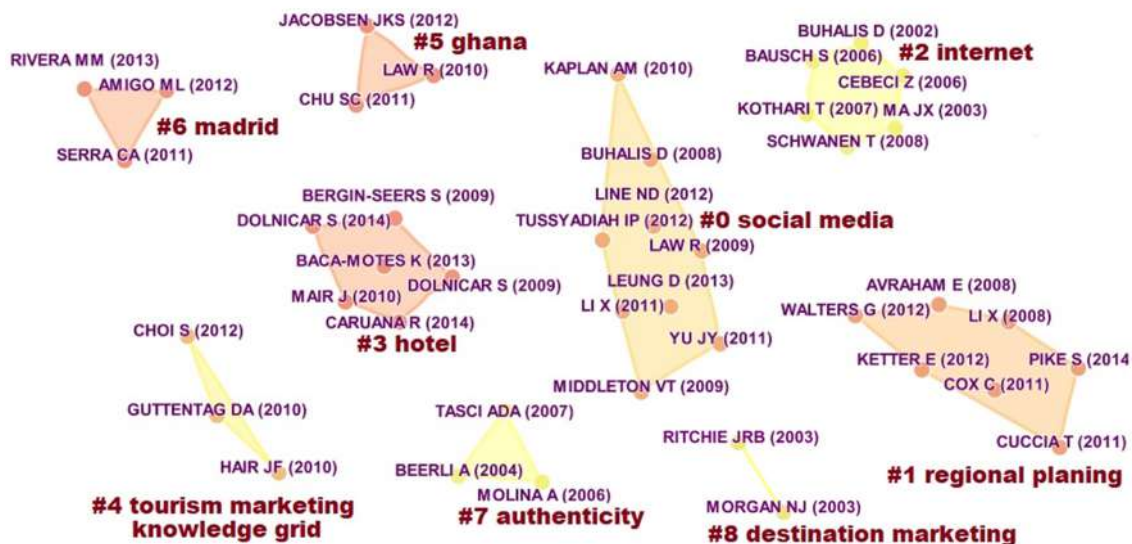 JACOBSEN JKS (2012)
#5 ghana
LAW R (2010)
CHU SC (2011)
RIVERA MM (2013)
AMIGO ML (2012)
#6 madrid
SERRA CA (2011)
KAPLAN AM (2010)
BUHALIS D (2008)
LINE ND (2012)
TUSSYADIAH IP (2012)
#0 social media
LAW R (2009)
LEUNG D (2013)
LI X (2011)
YU JY (2011)
MIDDLETON VT (2009)
BUHALIS D (2002)
#2 internet
BAUSCH S (2006)
CEBECI Z (2006)
KOTHARI T (2007)
MA JX (2003)
SCHWANEN T (2008)
BERGIN-SEERS S (2009)
DOLNICAR S (2014)
BACA-MOTES K (2013)
DOLNICAR S (2009)
MAIR J (2010)
CARUANA R (2014)
#3 hotel
AVRAHAM E (2008)
WALTERS G (2012)
LI X (2008)
KETTER E (2012)
PIKE S (2014
COX C (2011)
CUCCIA T (2011)
#1 regional planing
CHOI S (2012)
GUTTENTAG DA (2010)
HAIR JF (2010)
#4 tourism marketing
knowledge grid
TASCI ADA (2007)
BEERLI A (2004)
MOLINA A (2006)
#7 authenticity
RITCHIE JRB (2003)
MORGAN NJ (2003)
#8 destination marketing